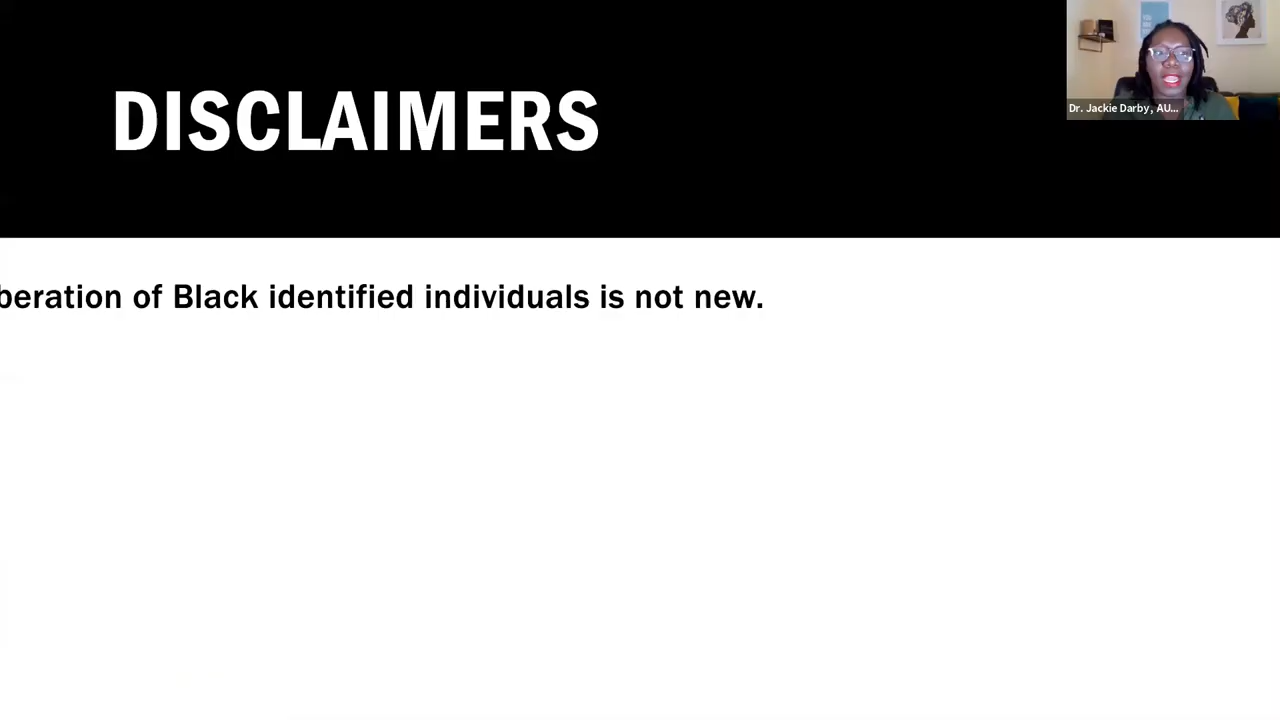 DISCLAIMERS
Dr. Jackie Darby, AU...
beration of Black identified individuals is not new.